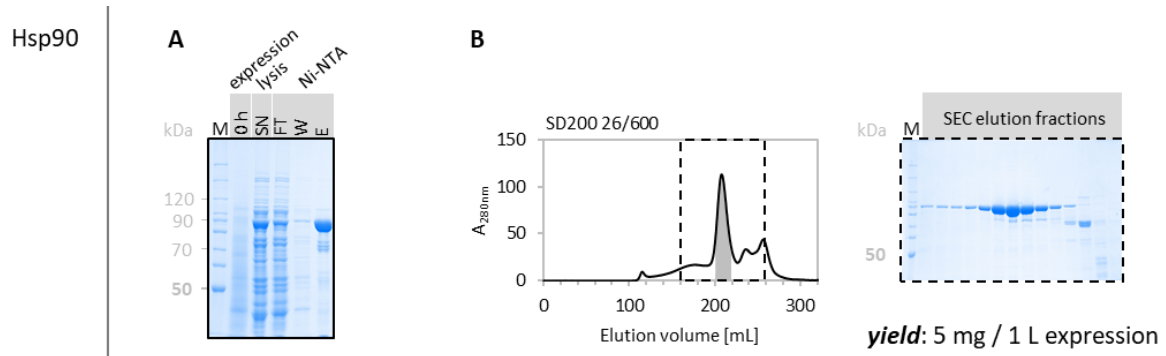 Hsp90
A
expression
lysis
Ni-NTA
kDa
M
0 h
SN
FT
W
E
120
90
70
50
B
SD200 26/600
150
100
50
0
A280nm
0
100
200
300
Elution volume [mL]
kDa
M
SEC elution fractions
50
yield: 5 mg / 1 L expression